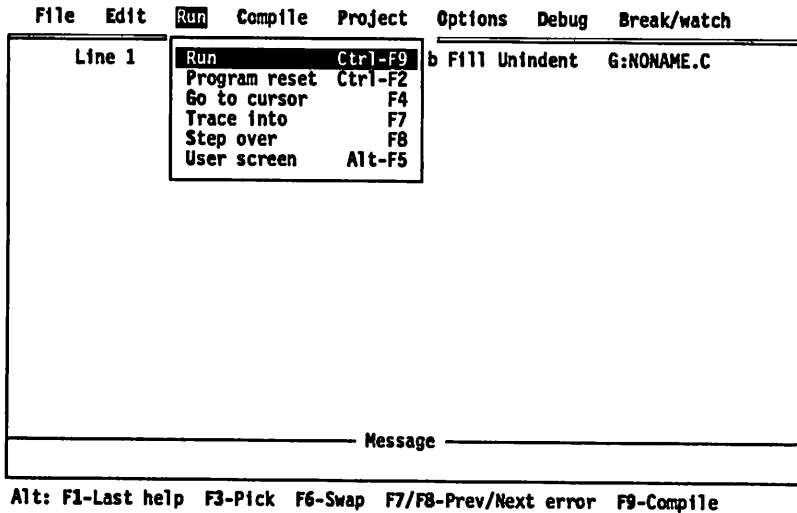 File Edit Run Compile Project Options Debug Break/watch
Line 1 b Fill Unindent G:NONAME.C
Run Ctrl-F9
Program reset Ctrl-F2
Go to cursor F4
Trace into F7
Step over F8
User screen Alt-F5
Message
Alt: F1-Last help F3-Pick F6-Swap F7/F8-Prev/Next error F9-Compile